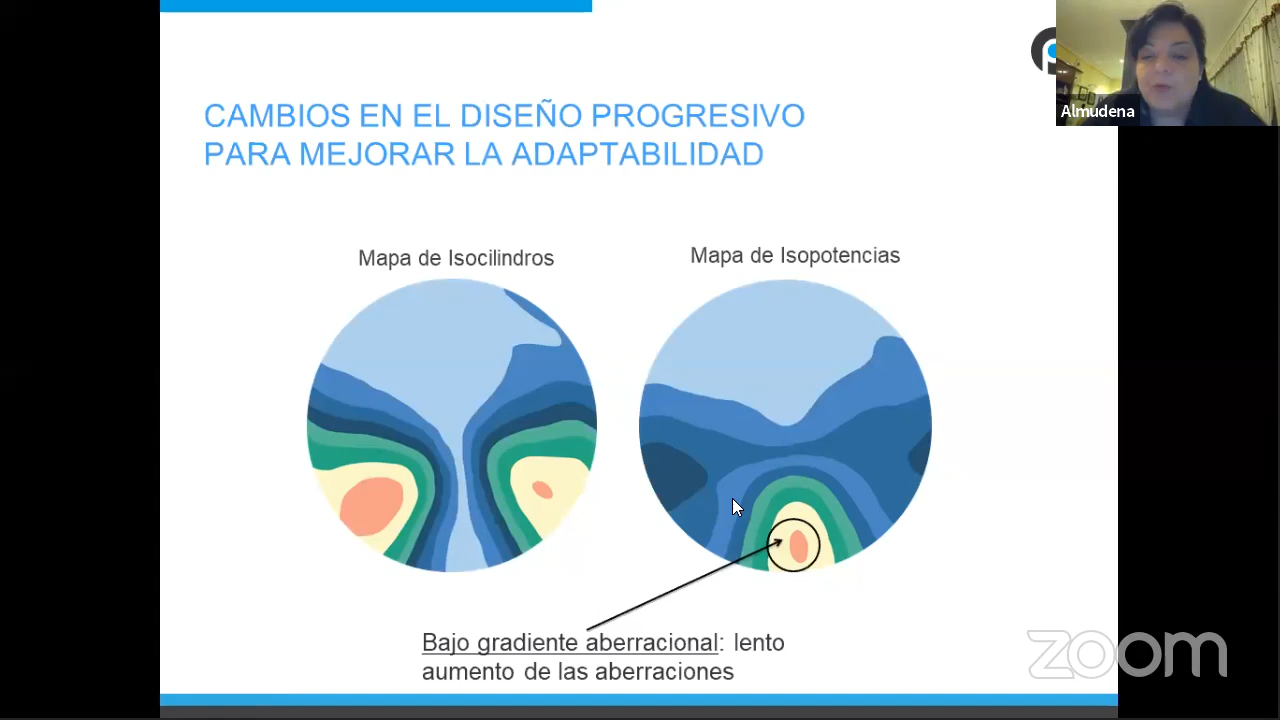 CAMBIOS EN EL DISEÑO PROGRESIVO
PARA MEJORAR LA ADAPTABILIDAD
Almudena
Mapa de Isocilindros
Mapa de Isopotencias
Bajo gradiente aberracional: lento
aumento de las aberraciones
zoom